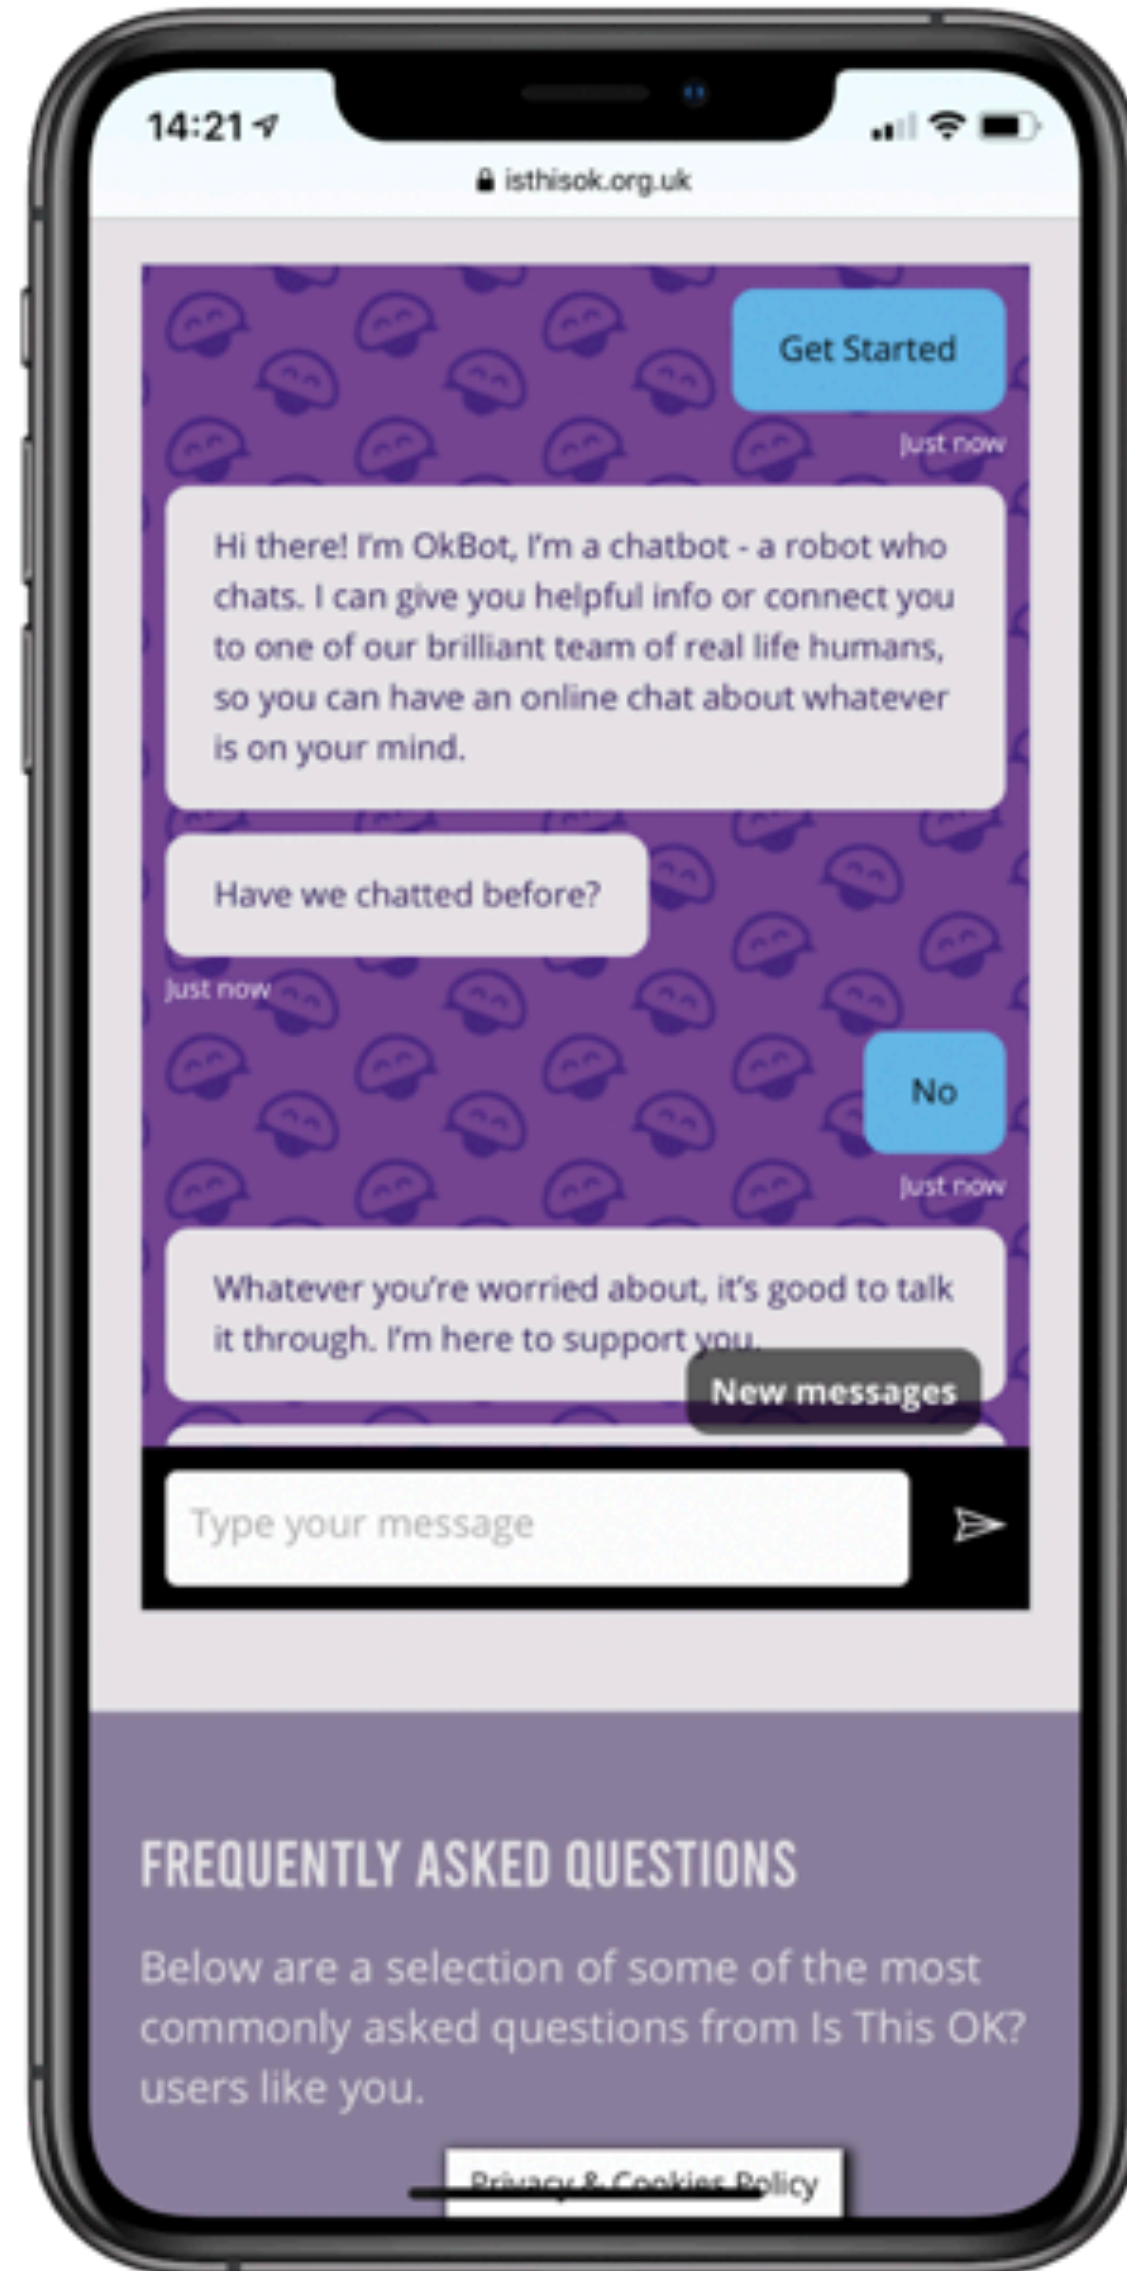 14:21
isthisok.org.uk
Get Started
Just now
Hi there! I'm OkBot, I'm a chatbot - a robot who
chats. I can give you helpful info or connect you
to one of our brilliant team of real life humans,
so you can have an online chat about whatever
is on your mind.
Have we chatted before?
Just now
No
Just now
Whatever you're worried about, it's good to talk
it through. I'm here to support you.
New messages
Type your message
FREQUENTLY ASKED QUESTIONS
Below are a selection of some of the most
commonly asked questions from Is This OK?
users like you.
Privacy & Cookies Policy